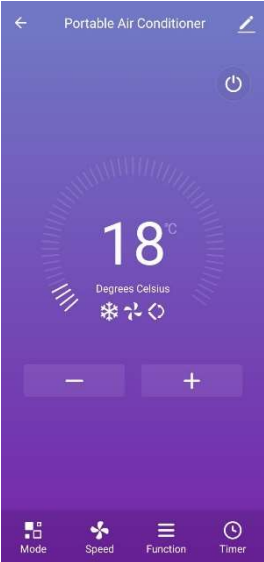 Portable Air Conditioner
18°C
Degrees Celsius
Mode Speed Function Timer